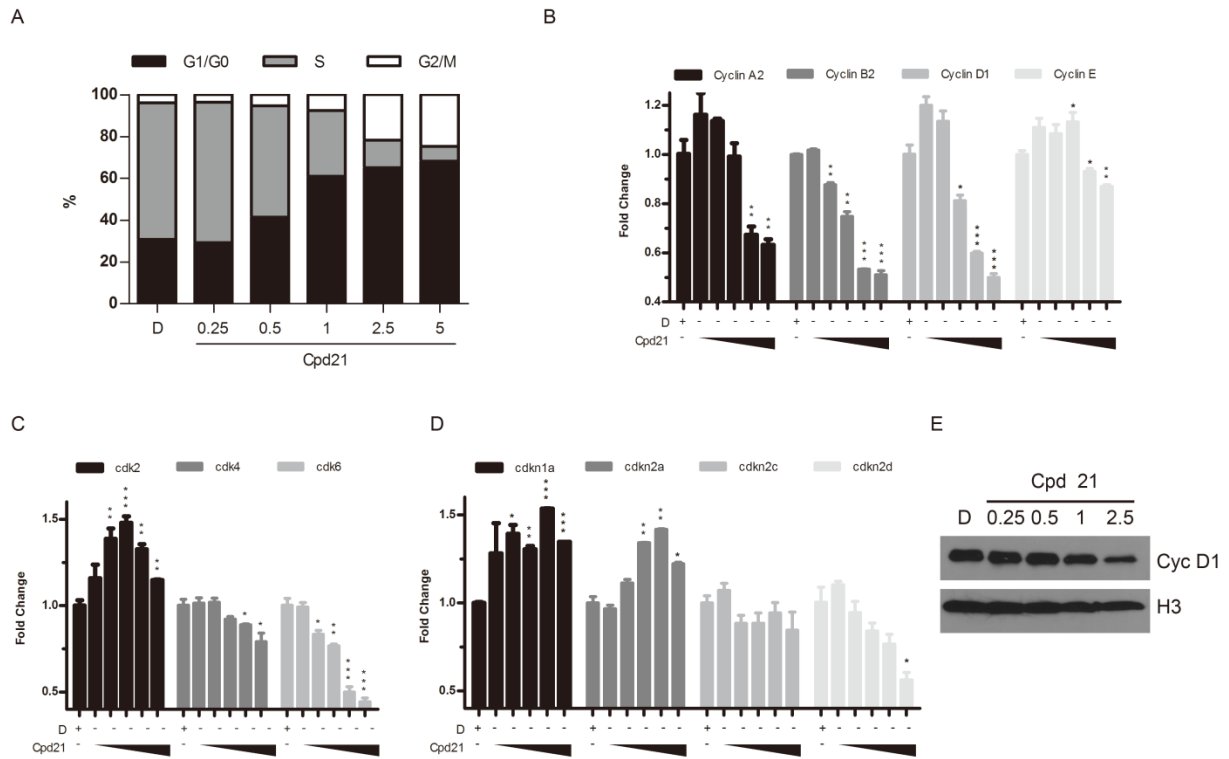 A
G1/G0 S G2/M
100
80
60
40
20
0
%
D 0.25 0.5 1 2.5 5
Cpd21
B
Cyclin A2 Cyclin B2 Cyclin D1 Cyclin E
1.2
1.0
0.8
0.6
0.4
Fold Change
** ** ** ** *** *** * *** *** * * **
D + - - - - - + - - - - - + - - - - - + - - - - -
Cpd21 - - - -
C
cdk2 cdk4 cdk6
1.5
1.0
0.5
Fold Change
** *** ** ** * * * ** *** ***
D + - - - - - + - - - - - + - - - - -
Cpd21 - - -
D
cdkn1a cdkn2a cdkn2c cdkn2d
1.5
1.0
0.5
Fold Change
* ** *** *** ** ** * *
D + - - - - - + - - - - - + - - - - - + - - - - -
Cpd21 - - - -
E
Cpd 21
D 0.25 0.5 1 2.5
Cyc D1
H3